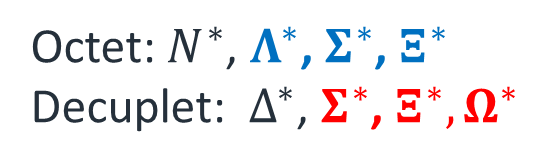 Octet: N*, Λ*, Σ*, Ξ*
Decuplet: Δ*, Σ*, Ξ*, Ω*